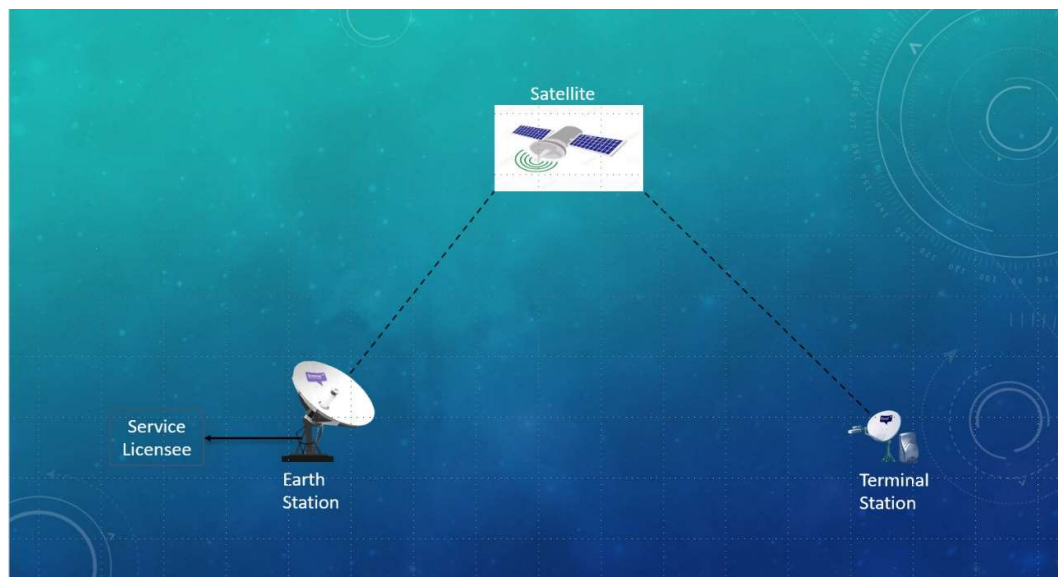 Satellite
Service
Licensee
Earth
Station
Terminal
Station